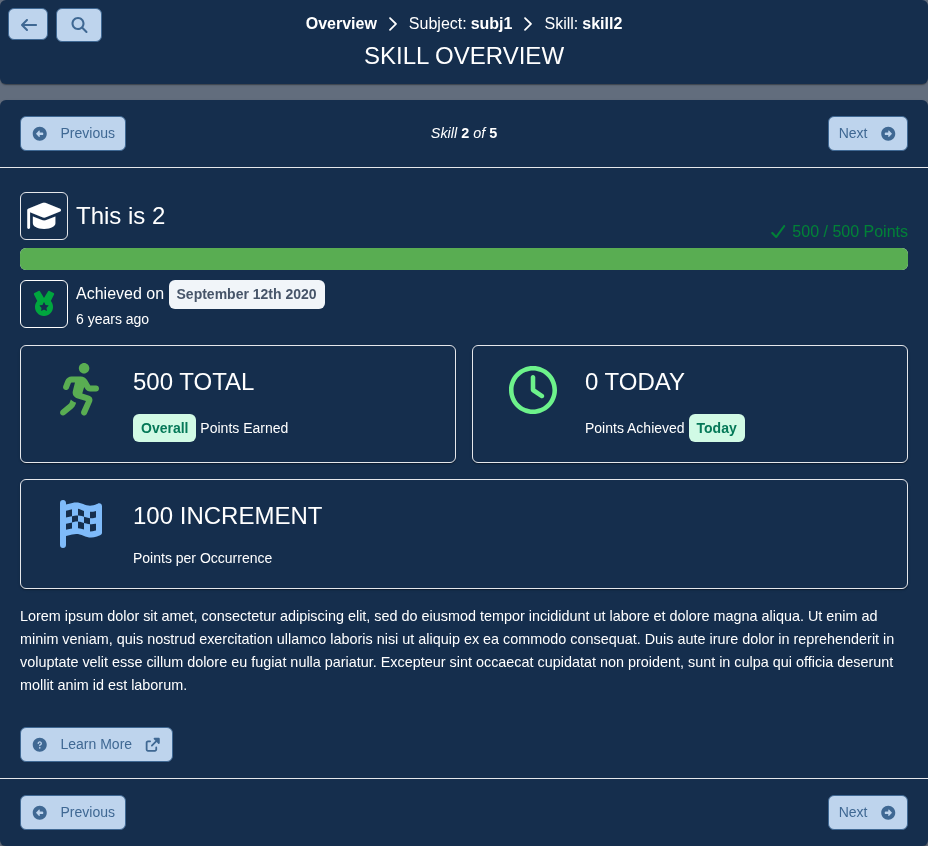 Overview > Subject: subj1 > Skill: skill2
SKILL OVERVIEW
Previous
Skill 2 of 5
Next
This is 2
500 / 500 Points
Achieved on September 12th 2020
6 years ago
500 TOTAL
Overall Points Earned
0 TODAY
Points Achieved Today
100 INCREMENT
Points per Occurrence
Lorem ipsum dolor sit amet, consectetur adipiscing elit, sed do eiusmod tempor incididunt ut labore et dolore magna aliqua. Ut enim ad
minim veniam, quis nostrud exercitation ullamco laboris nisi ut aliquip ex ea commodo consequat. Duis aute irure dolor in reprehenderit in
voluptate velit esse cillum dolore eu fugiat nulla pariatur. Excepteur sint occaecat cupidatat non proident, sunt in culpa qui officia deserunt
mollit anim id est laborum.
Learn More
Previous
Next